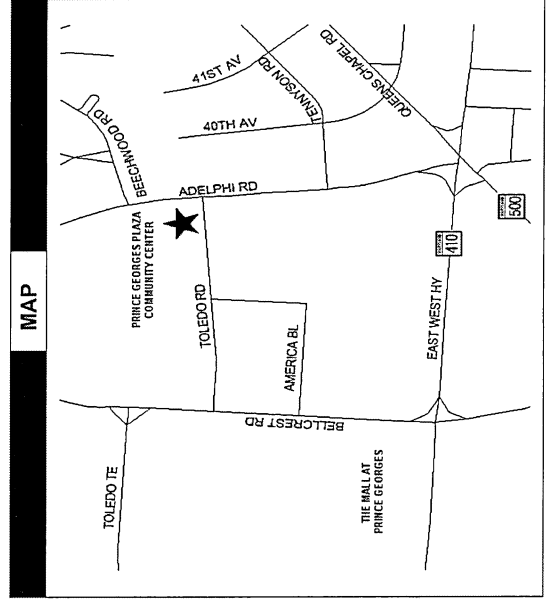 MAP
BEECHWOOD RD
41ST AV
TENNYSON RD
QUEENS CHAPEL RD
40TH AV
ADELPHI RD
PRINCE GEORGES PLAZA
COMMUNITY CENTER
500
410
TOLEDO RD
AMERICA BL
EAST WEST HY
BELLCREST RD
TOLEDO TE
THE MALL AT
PRINCE GEORGES